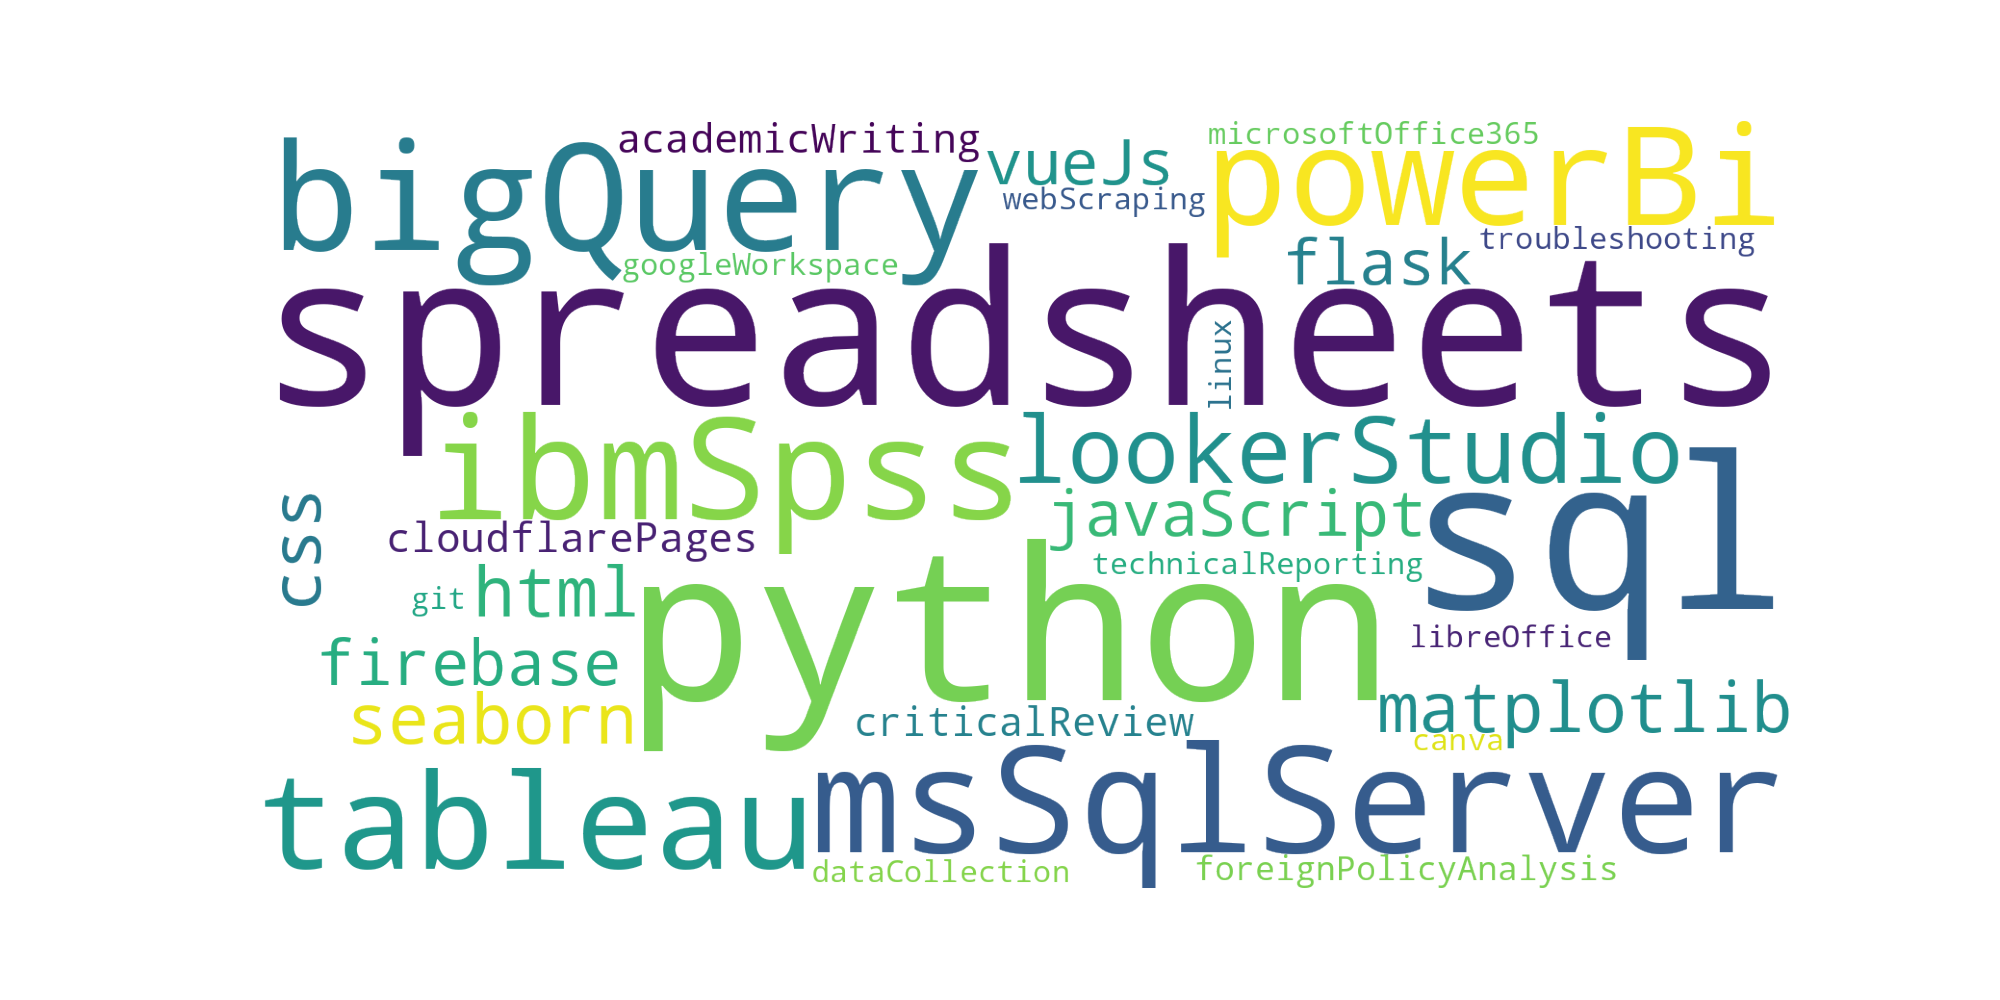 bigQuery
academicWriting
vueJs
microsoftOffice365
powerBi
webScraping
googleWorkspace
flask
troubleshooting
spreadsheets
linux
ibmSpss
lookerStudio
sql
css
cloudflarePages
javaScript
technicalReporting
git
html
python
libreOffice
firebase
seaborn
criticalReview
matplotlib
canva
tableau
msSqlServer
dataCollection
foreignPolicyAnalysis